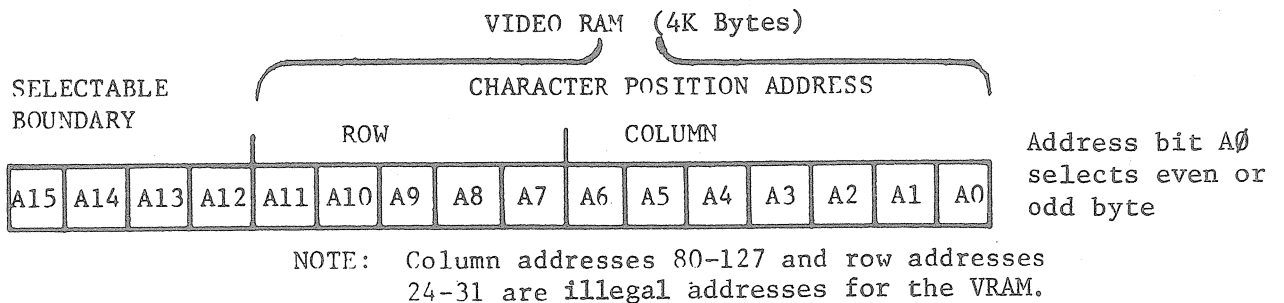 VIDEO RAM (4K Bytes)
SELECTABLE
BOUNDARY
CHARACTER POSITION ADDRESS
ROW
COLUMN
A15 A14 A13 A12 A11 A10 A9 A8 A7 A6 A5 A4 A3 A2 A1 A0
Address bit AØ
selects even or
odd byte
NOTE: Column addresses 80-127 and row addresses
24-31 are illegal addresses for the VRAM.